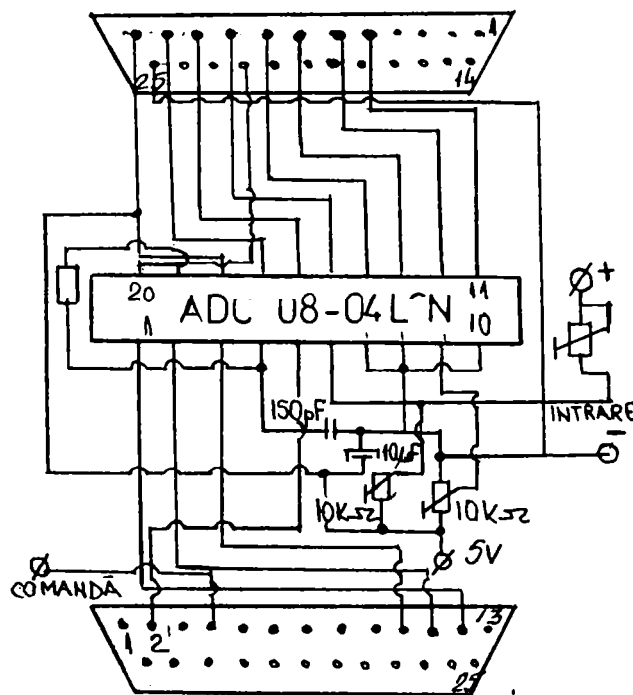 1
25
14
20
11
ADC 08-04L^N
1
10
+
INTRARE
150pF
-
10µF
10KΩ
10KΩ
5V
COMANDĂ
1
2'
13
25